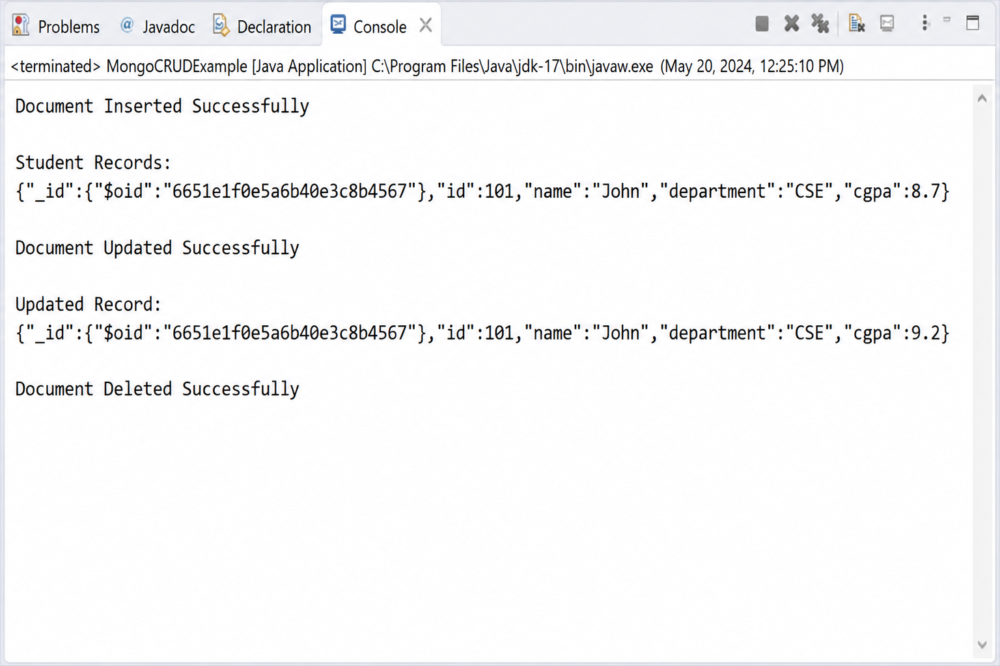 Problems Javadoc Declaration Console
<terminated> MongoCRUDExample [Java Application] C:\Program Files\Java\jdk-17\bin\javaw.exe (May 20, 2024, 12:25:10 PM)
Document Inserted Successfully
Student Records:
{"_id":{"$oid":"6651e1f0e5a6b40e3c8b4567"},"id":101,"name":"John","department":"CSE","cgpa":8.7}
Document Updated Successfully
Updated Record:
{"_id":{"$oid":"6651e1f0e5a6b40e3c8b4567"},"id":101,"name":"John","department":"CSE","cgpa":9.2}
Document Deleted Successfully